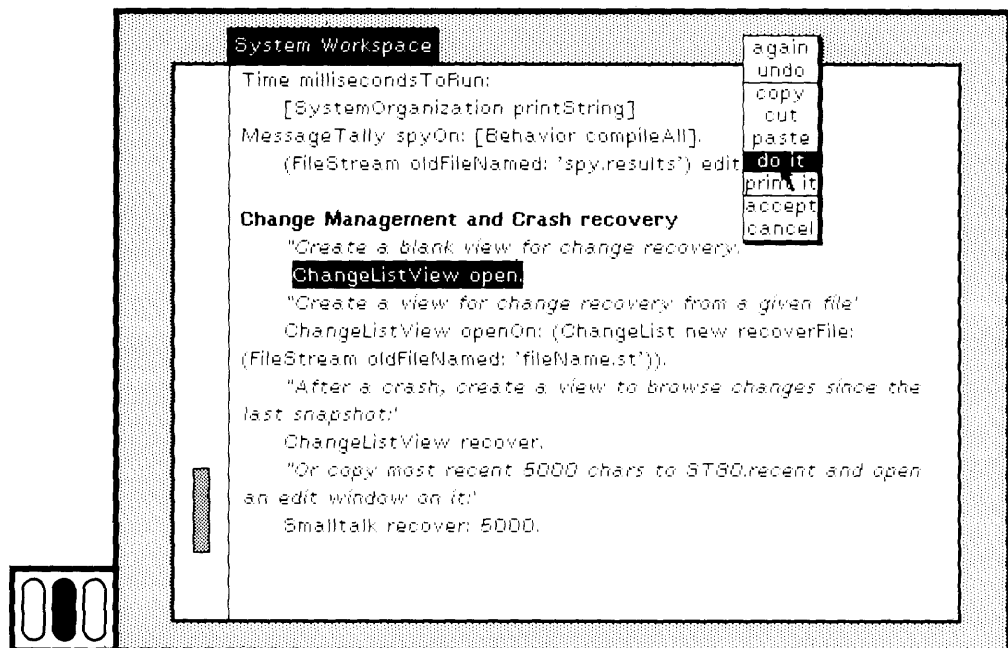 System Workspace
Time millisecondsToRun:
[SystemOrganization printString]
MessageTally spyOn: [Behavior compileAll].
(FileStream oldFileNamed: 'spy.results') edit
Change Management and Crash recovery
"Create a blank view for change recovery.
ChangeListView open.
"Create a view for change recovery from a given file"
ChangeListView openOn: (ChangeList new recoverFile:
(FileStream oldFileNamed: 'fileName.st')).
"After a crash, create a view to browse changes since the
last snapshot:"
ChangeListView recover.
"Or copy most recent 5000 chars to ST80.recent and open
an edit window on it:"
Smalltalk recover: 5000.
again
undo
copy
cut
paste
do it
print it
accept
cancel